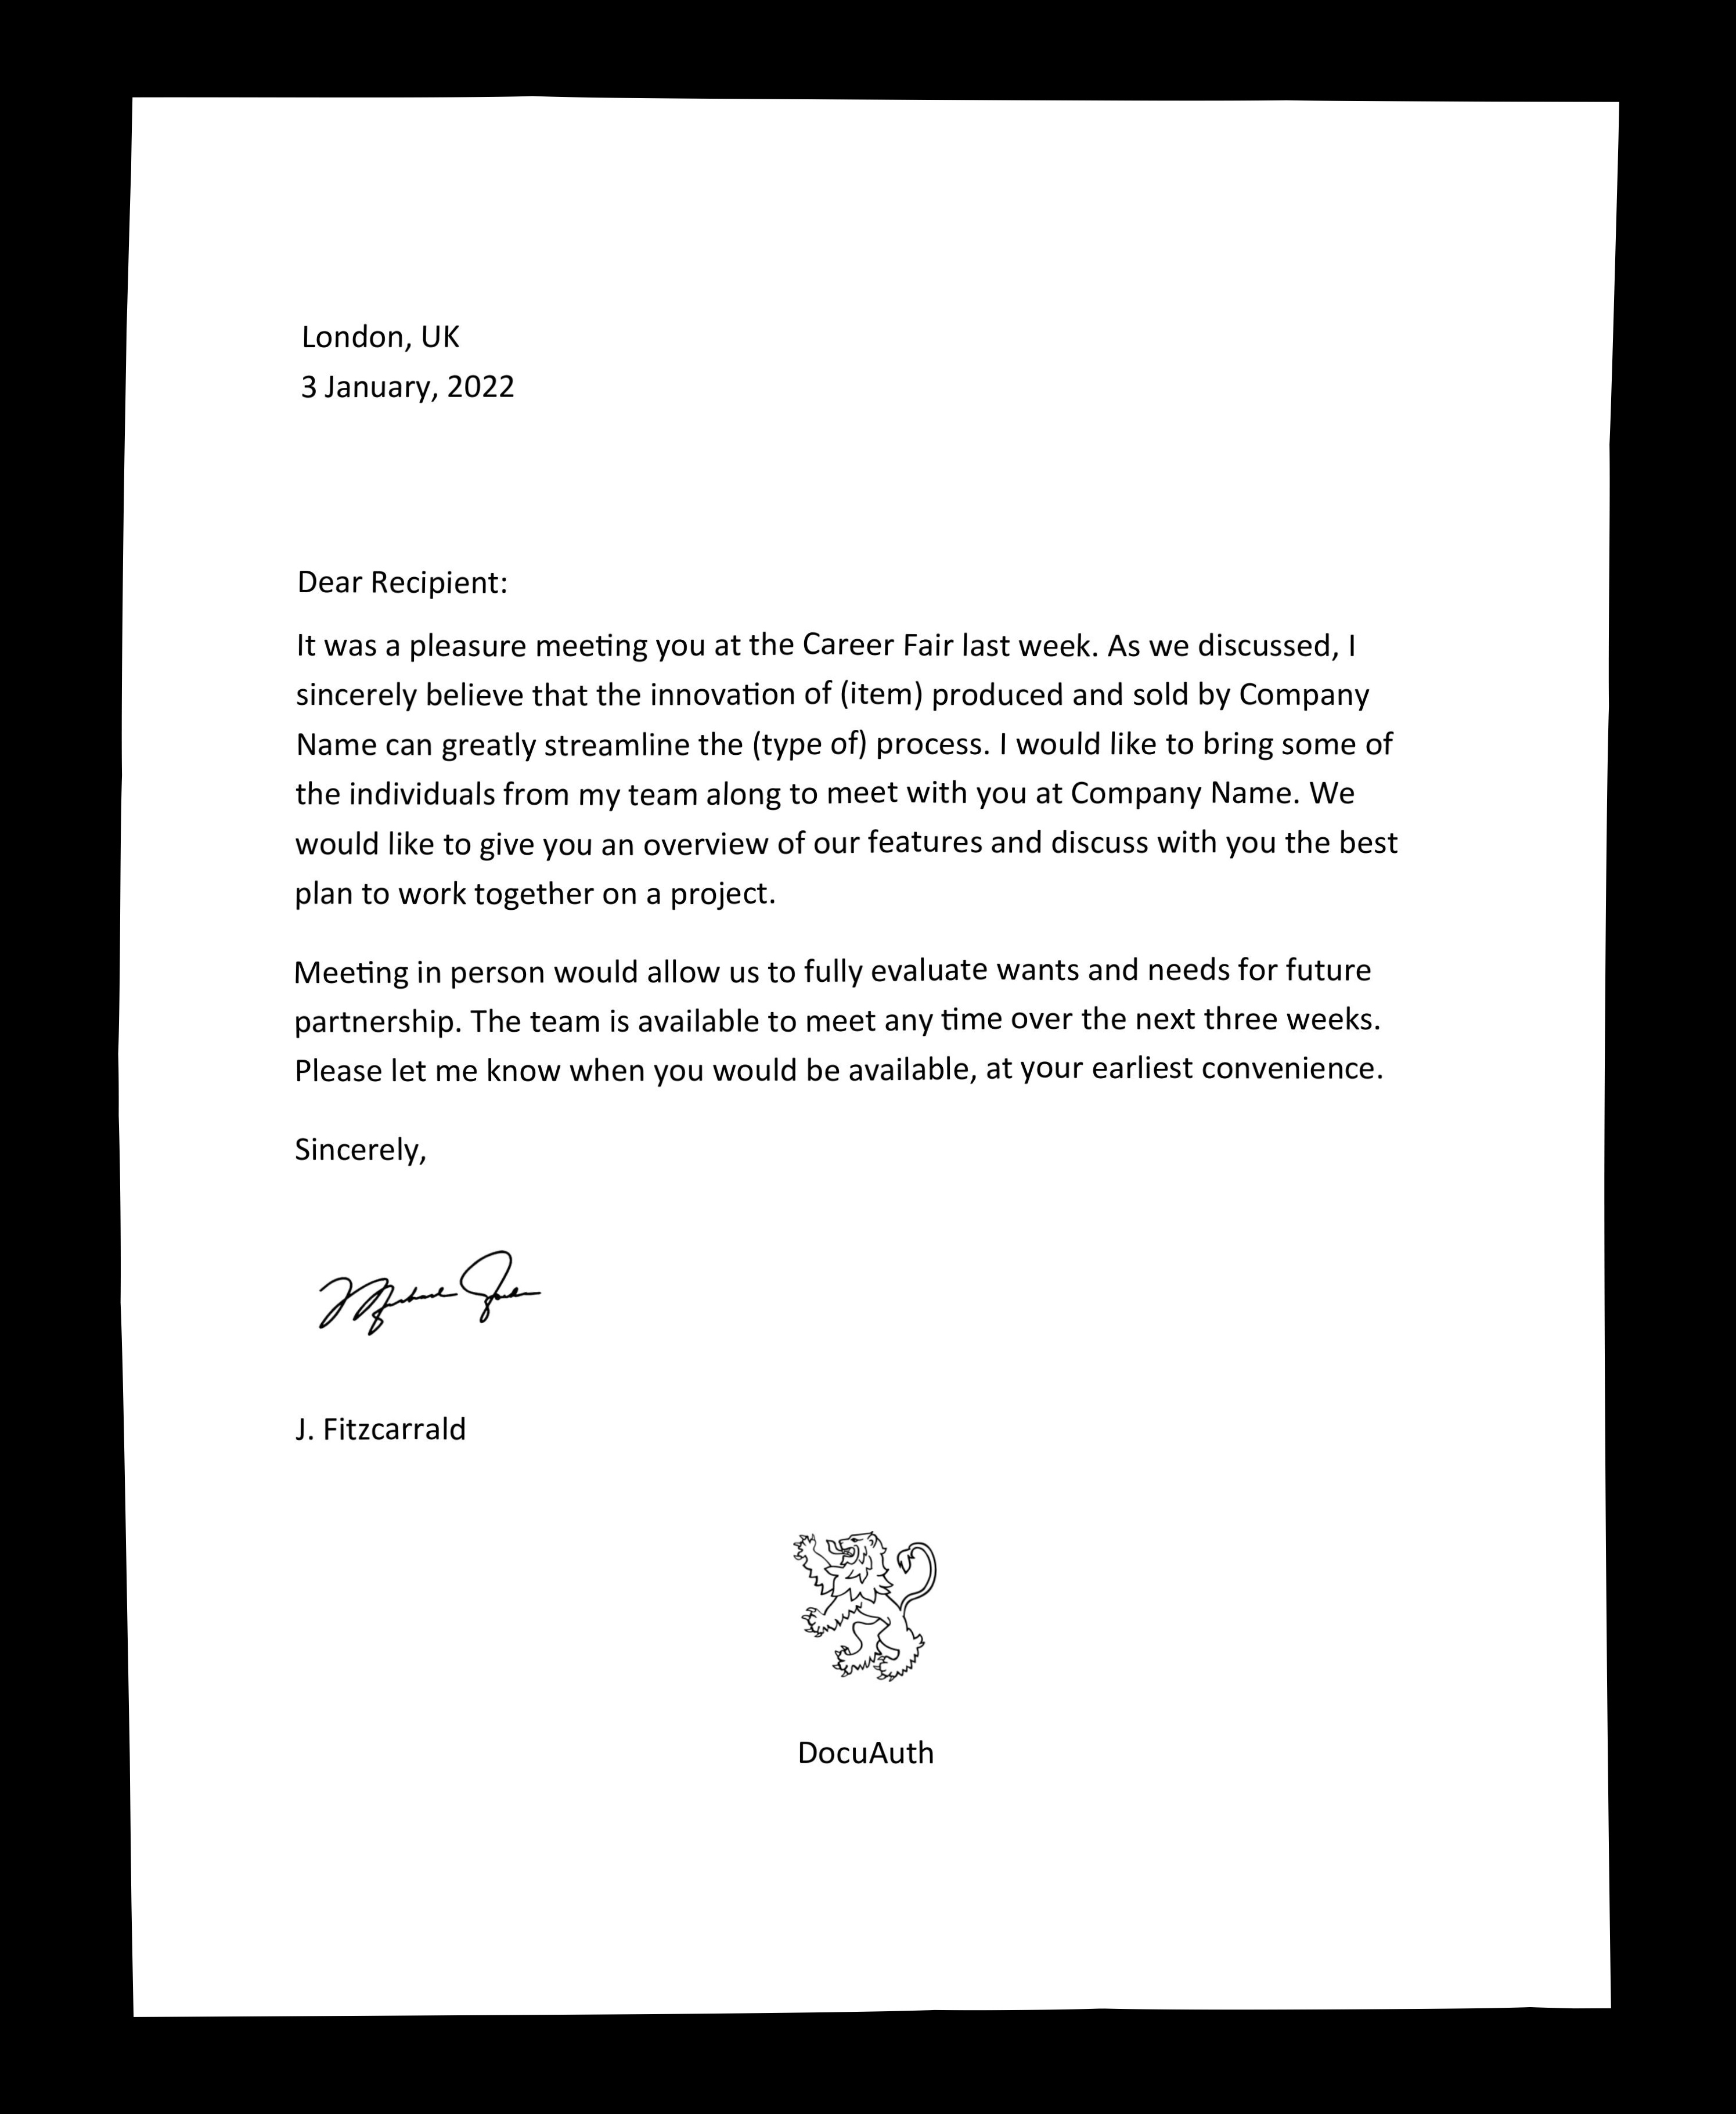 London, UK
3 January, 2022
Dear Recipient:
It was a pleasure meeting you at the Career Fair last week. As we discussed, I
sincerely believe that the innovation of (item) produced and sold by Company
Name can greatly streamline the (type of) process. I would like to bring some of
the individuals from my team along to meet with you at Company Name. We
would like to give you an overview of our features and discuss with you the best
plan to work together on a project.
Meeting in person would allow us to fully evaluate wants and needs for future
partnership. The team is available to meet any time over the next three weeks.
Please let me know when you would be available, at your earliest convenience.
Sincerely,
J. Fitzcarrald
DocuAuth